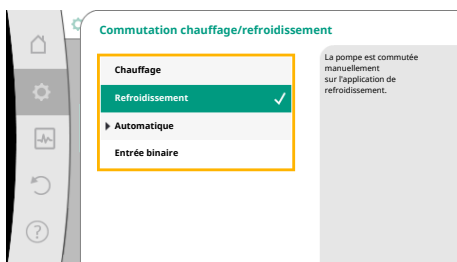 Commutation chauffage/refroidissement
Chauffage
Refroidissement
Automatique
Entrée binaire
La pompe est commutée
manuellement
sur l'application de
refroidissement.
?